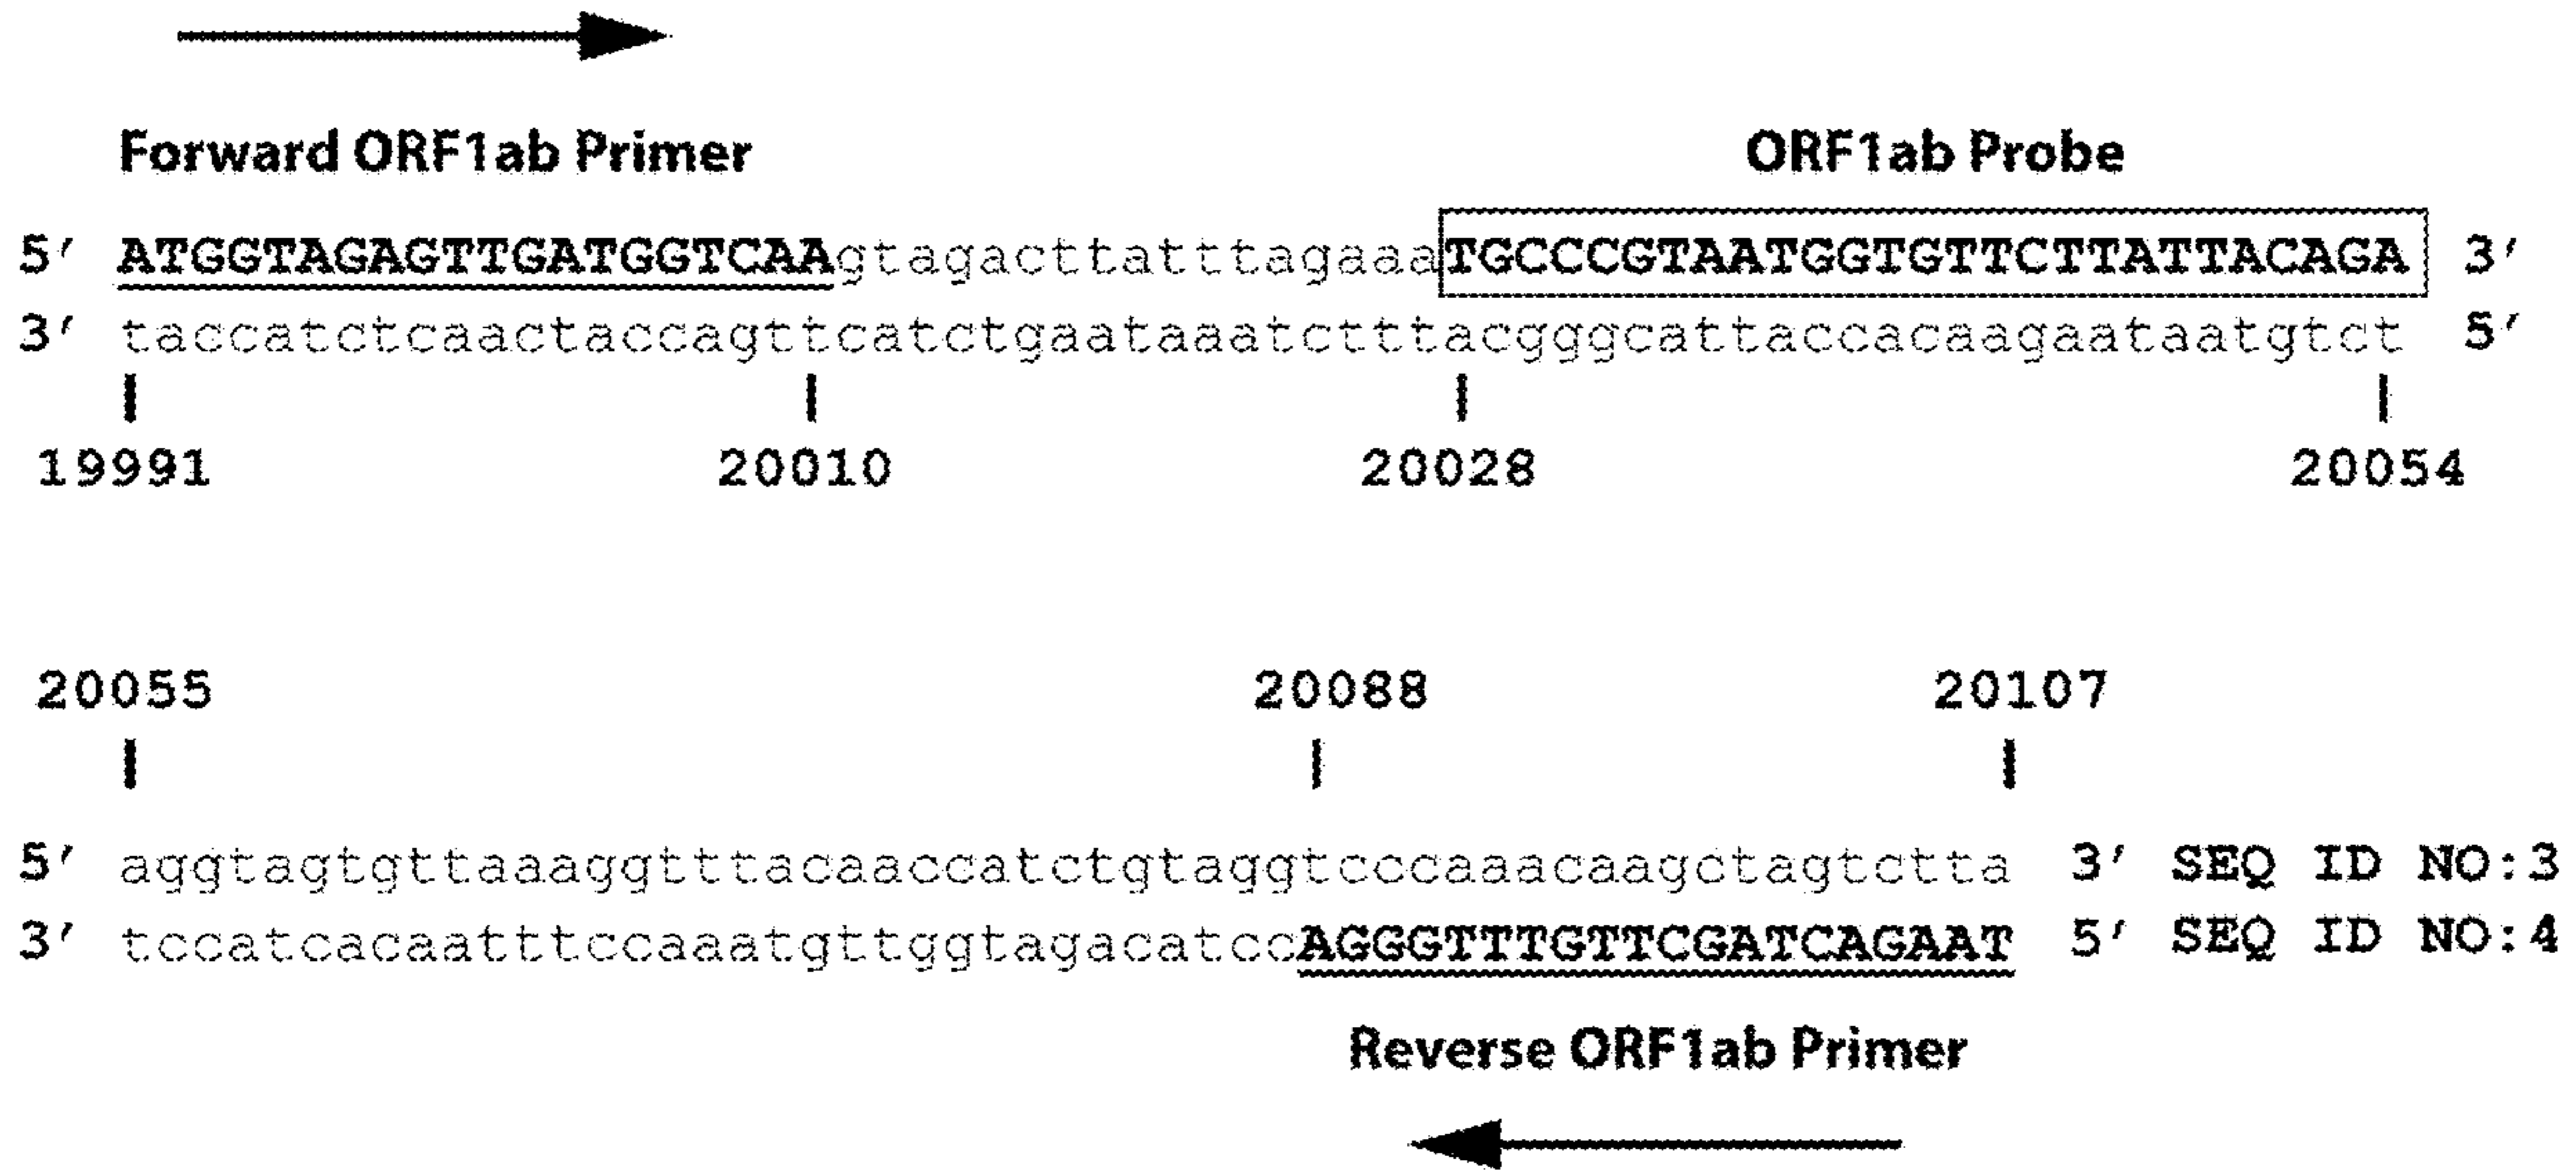 Forward ORF1ab Primer ORF1ab Probe
5′ ATGGTAGAGTTGATGGTCAAgtagacttatttagaaaTGCCCGTAATGGTGTTCTTATTACAGA 3′
3′ taccatctcaactaccagttcatctgaataaatctttacgggcattaccacaagaataatgtct 5′
19991 20010 20028 20054
20055 20088 20107
5′ aggtagtgttaaaggtttacaaccatctgtaggtcccaaacaagctagtctta 3′ SEQ ID NO:3
3′ tccatcacaatttccaaatgttggtagacatccAGGGTTTGTTCGATCAGAAT 5′ SEQ ID NO:4
Reverse ORF1ab Primer